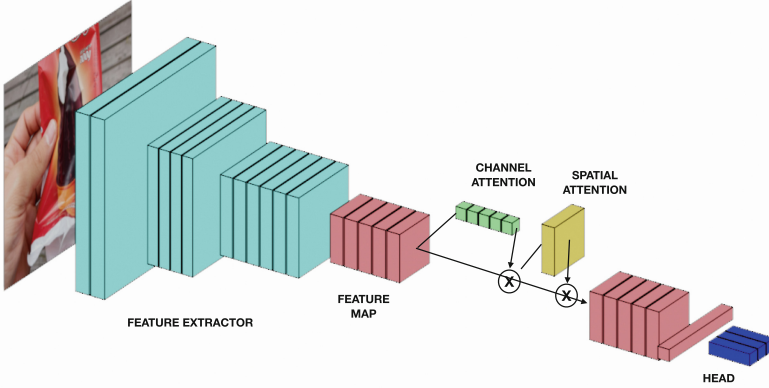 CHANNEL
ATTENTION
SPATIAL
ATTENTION
X
X
FEATURE
MAP
FEATURE EXTRACTOR
HEAD